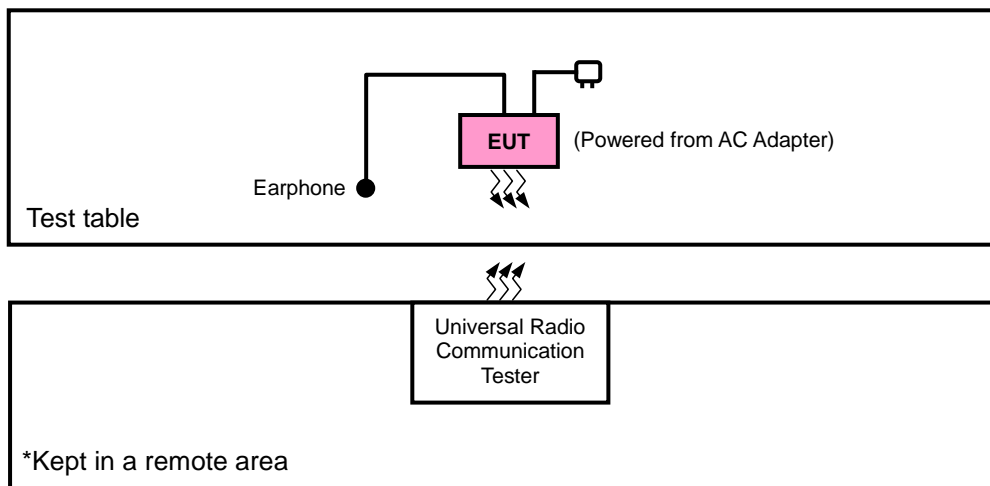 EUT
(Powered from AC Adapter)
Earphone
Test table
Universal Radio
Communication
Tester
*Kept in a remote area